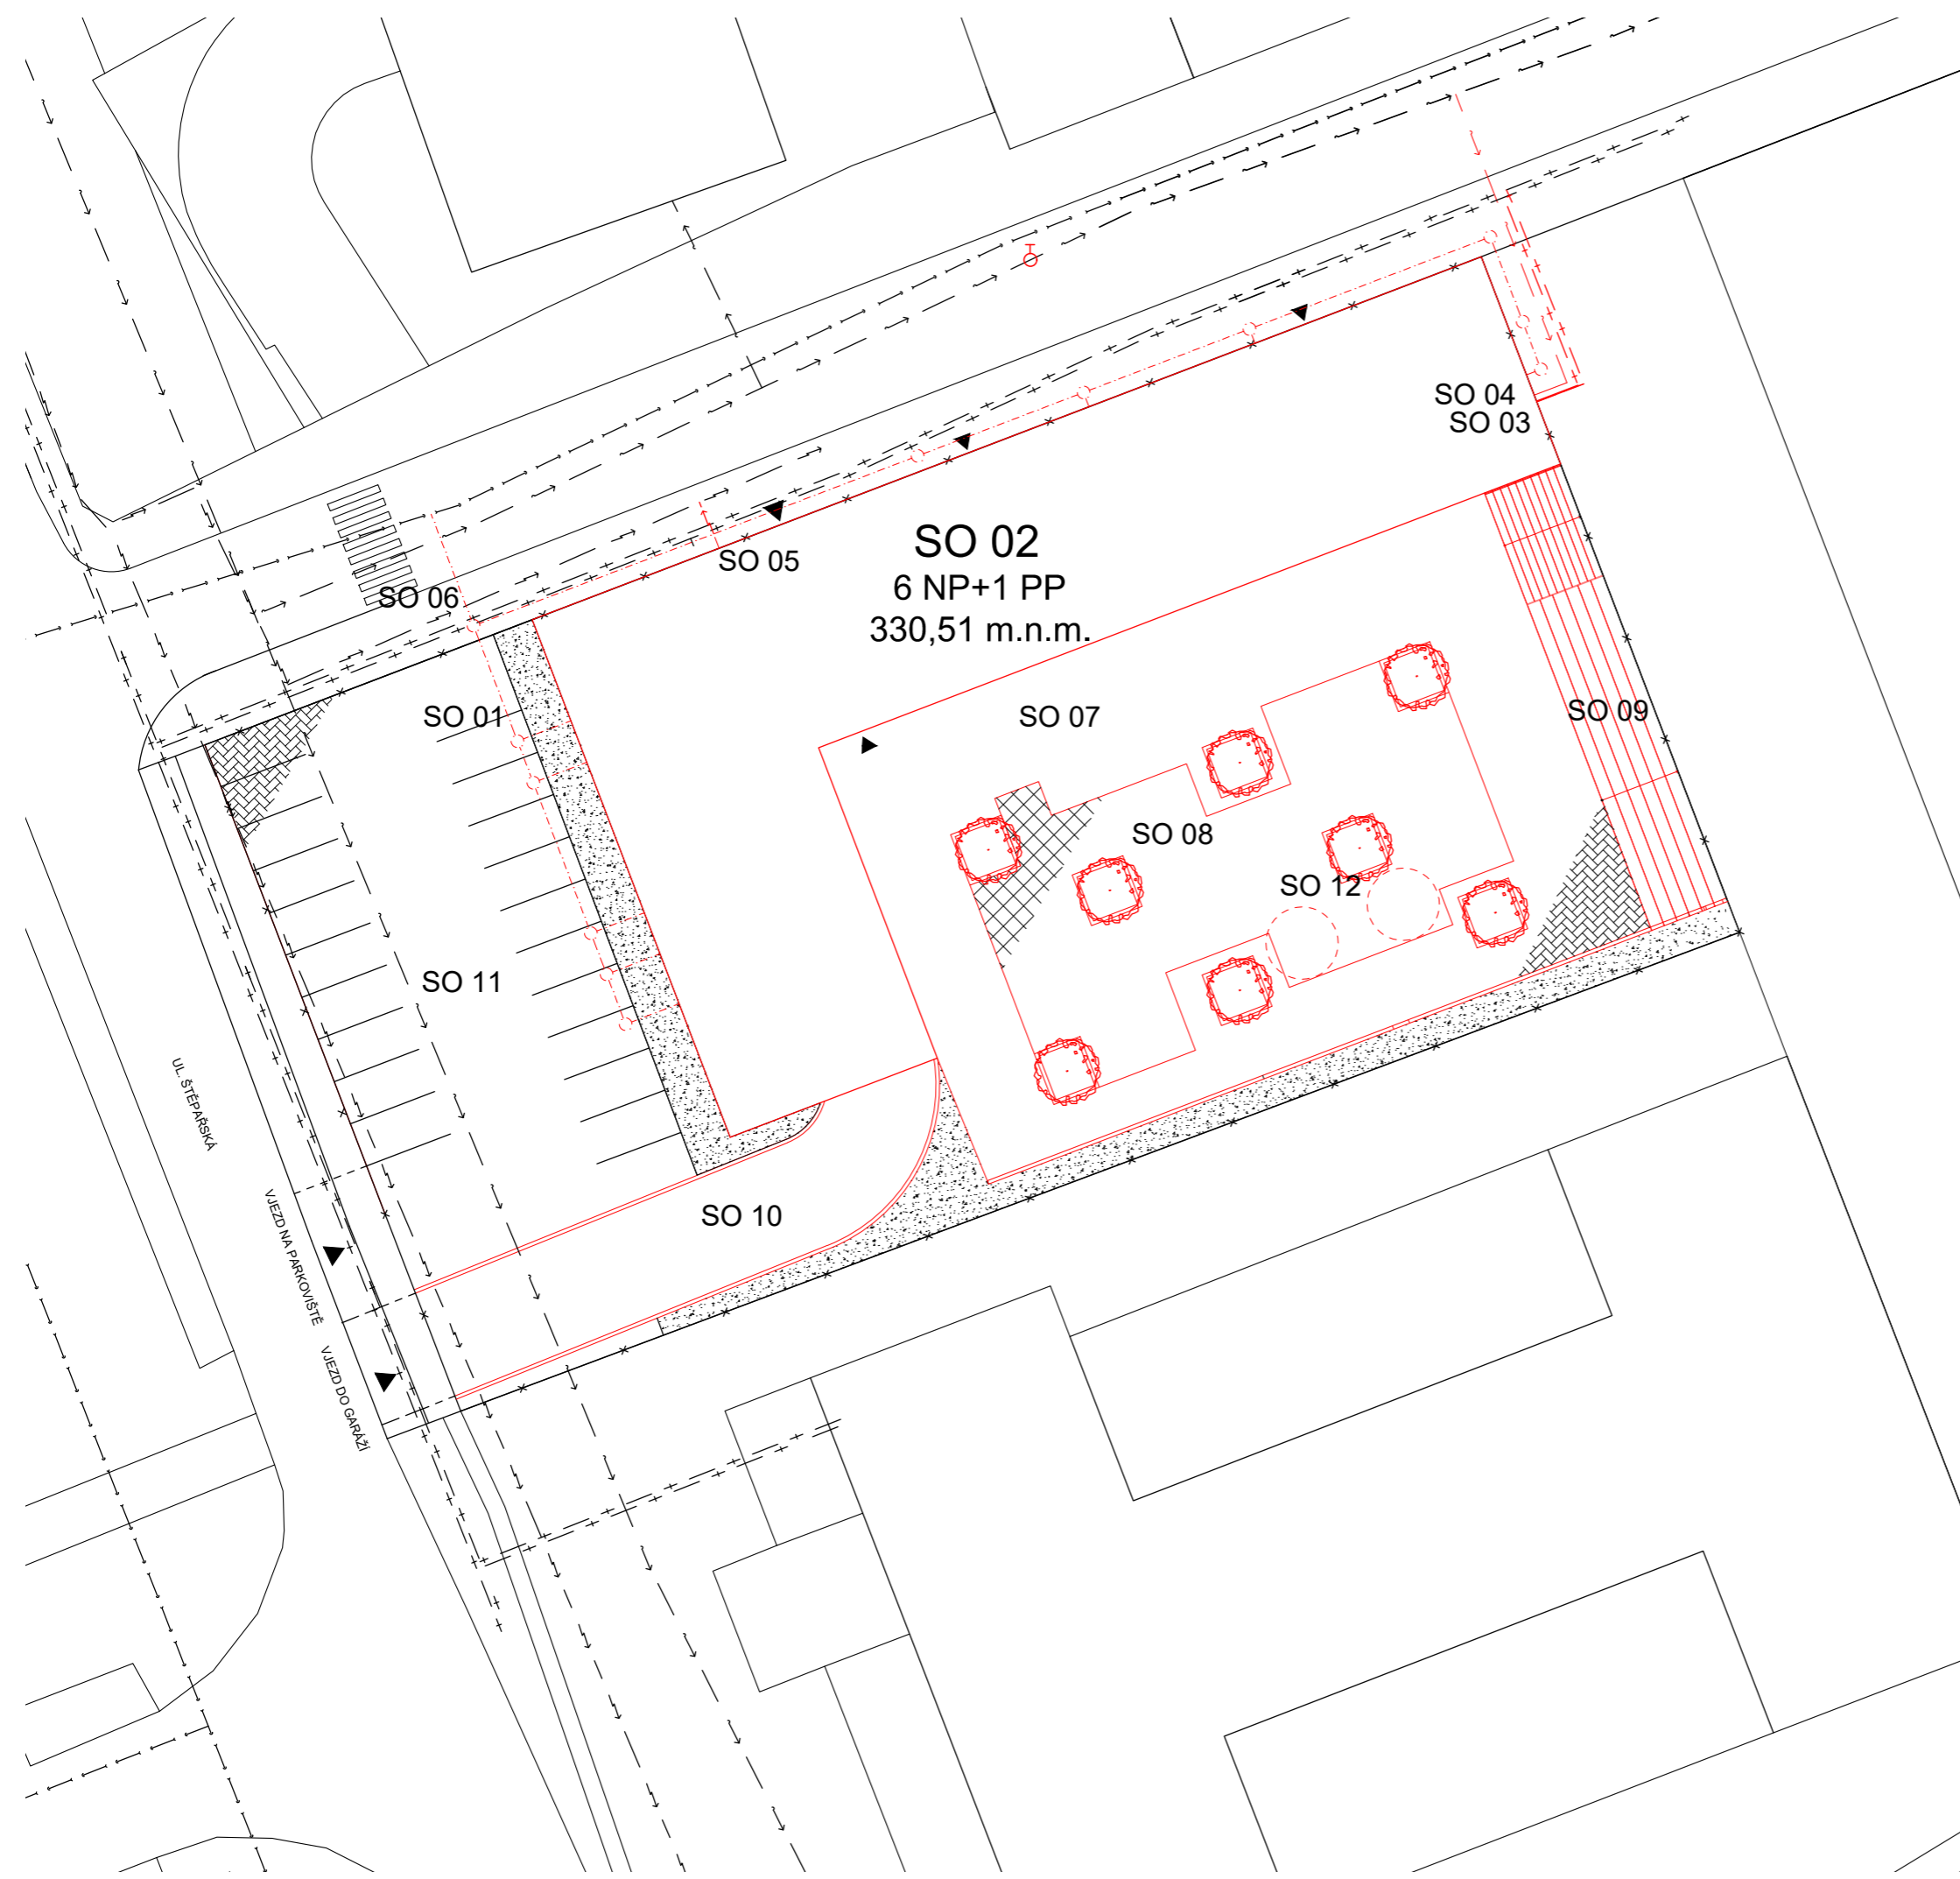 SO 04
SO 03
SO 02
6 NP+1 PP
330,51 m.n.m.
SO 05
SO 06
SO 01
SO 07
SO 09
SO 08
SO 12
SO 11
UL. ŠTĚPAŘSKÁ
SO 10
VJEZD NA PARKOVIŠTĚ
VJEZD DO GARÁŽÍ